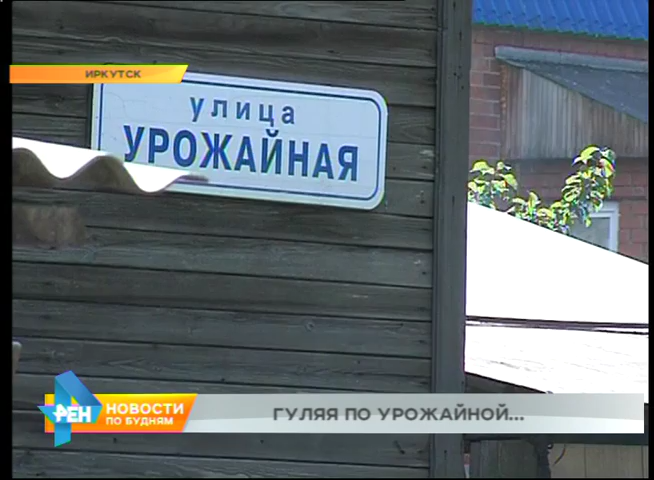 ИРКУТСК
улица
УРОЖАЙНАЯ
РЕН НОВОСТИ
ПО БУДНЯМ
ГУЛЯЯ ПО УРОЖАЙНОЙ...